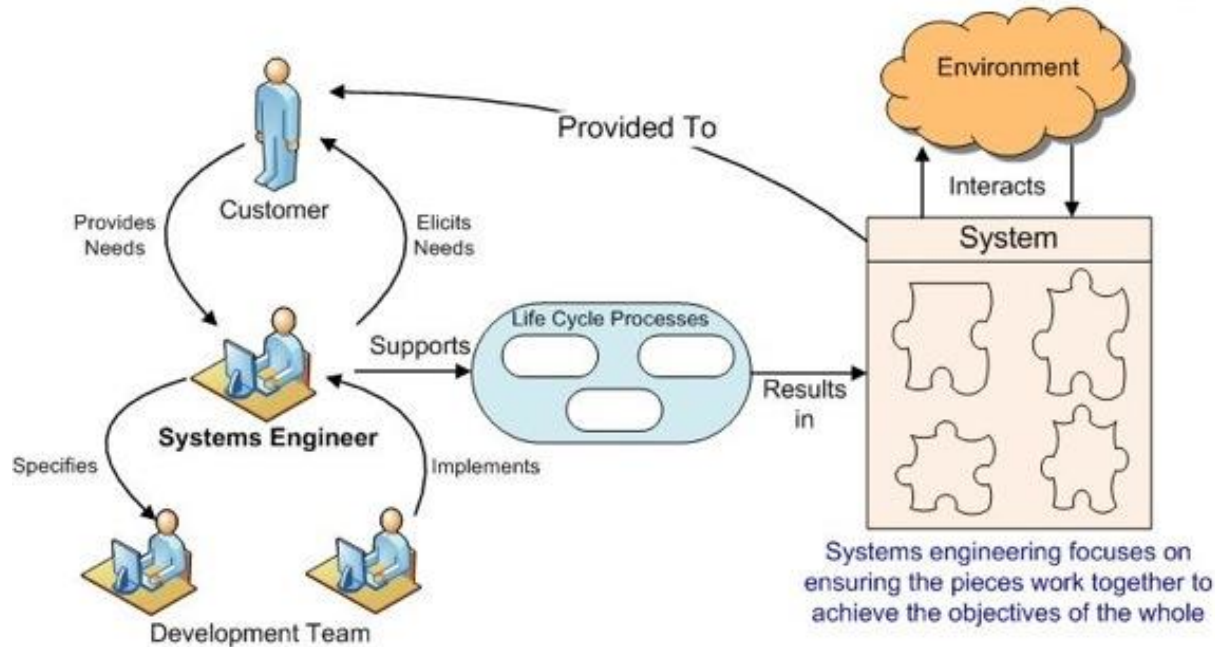 Environment
Provided To
Interacts
Customer
Provides
Needs
Elicits
Needs
System
Life Cycle Processes
Supports
Results
in
Systems Engineer
Specifies
Implements
Systems engineering focuses on
ensuring the pieces work together to
achieve the objectives of the whole
Development Team